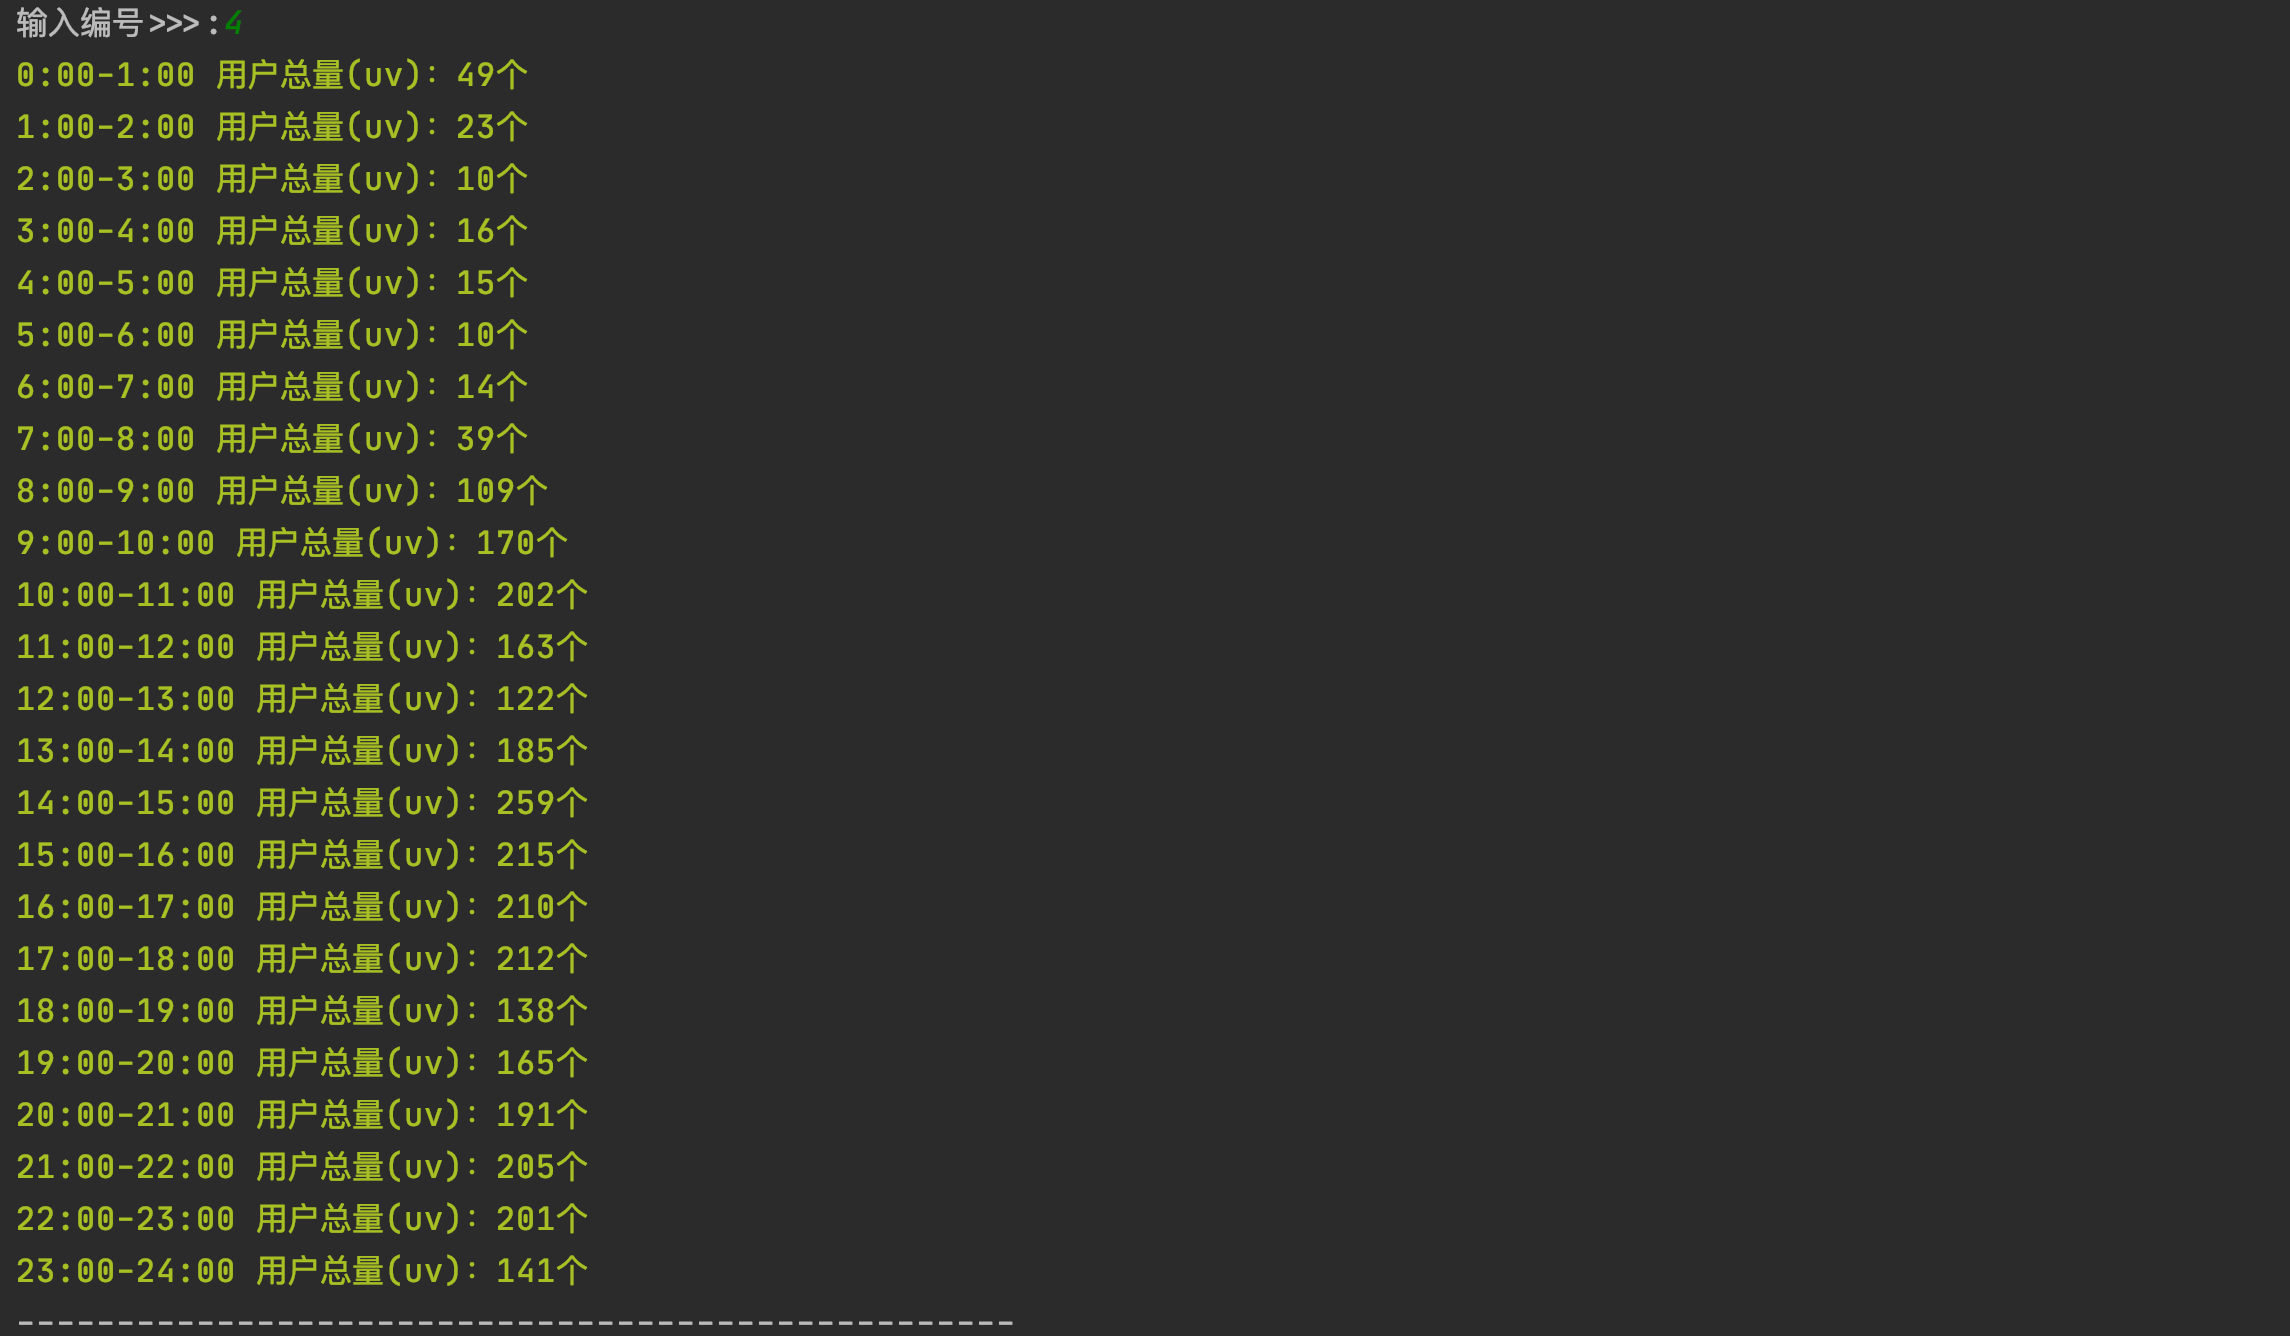 输入编号>>>:4
0:00-1:00 用户总量(uv): 49个
1:00-2:00 用户总量(uv): 23个
2:00-3:00 用户总量(uv): 10个
3:00-4:00 用户总量(uv): 16个
4:00-5:00 用户总量(uv): 15个
5:00-6:00 用户总量(uv): 10个
6:00-7:00 用户总量(uv): 14个
7:00-8:00 用户总量(uv): 39个
8:00-9:00 用户总量(uv): 109个
9:00-10:00 用户总量(uv): 170个
10:00-11:00 用户总量(uv): 202个
11:00-12:00 用户总量(uv): 163个
12:00-13:00 用户总量(uv): 122个
13:00-14:00 用户总量(uv): 185个
14:00-15:00 用户总量(uv): 259个
15:00-16:00 用户总量(uv): 215个
16:00-17:00 用户总量(uv): 210个
17:00-18:00 用户总量(uv): 212个
18:00-19:00 用户总量(uv): 138个
19:00-20:00 用户总量(uv): 165个
20:00-21:00 用户总量(uv): 191个
21:00-22:00 用户总量(uv): 205个
22:00-23:00 用户总量(uv): 201个
23:00-24:00 用户总量(uv): 141个
--------------------------------------------------